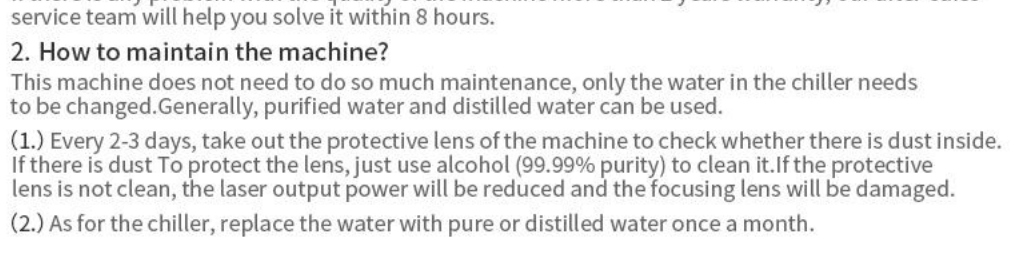 service team will help you solve it within 8 hours.
2. How to maintain the machine?
This machine does not need to do so much maintenance, only the water in the chiller needs
to be changed.Generally, purified water and distilled water can be used.
(1.) Every 2-3 days, take out the protective lens of the machine to check whether there is dust inside.
If there is dust To protect the lens, just use alcohol (99.99% purity) to clean it.If the protective
lens is not clean, the laser output power will be reduced and the focusing lens will be damaged.
(2.) As for the chiller, replace the water with pure or distilled water once a month.